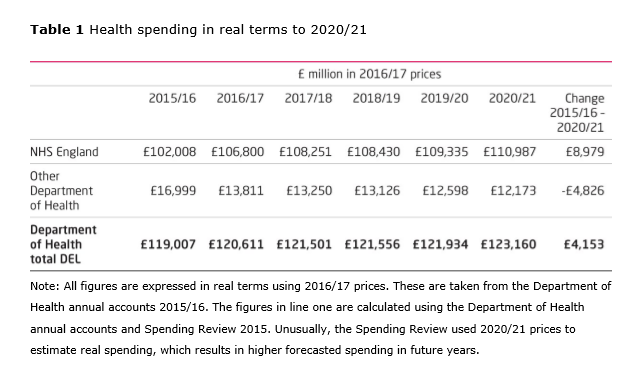 Table 1 Health spending in real terms to 2020/21
£ million in 2016/17 prices
2015/16 2016/17 2017/18 2018/19 2019/20 2020/21 Change
2015/16 -
2020/21
NHS England £102,008 £106,800 £108,251 £108,430 £109,335 £110,987 £8,979
Other
Department £16,999 £13,811 £13,250 £13,126 £12,598 £12,173 -£4,826
of Health
Department
of Health £119,007 £120,611 £121,501 £121,556 £121,934 £123,160 £4,153
total DEL
Note: All figures are expressed in real terms using 2016/17 prices. These are taken from the Department of
Health annual accounts 2015/16. The figures in line one are calculated using the Department of Health
annual accounts and Spending Review 2015. Unusually, the Spending Review used 2020/21 prices to
estimate real spending, which results in higher forecasted spending in future years.